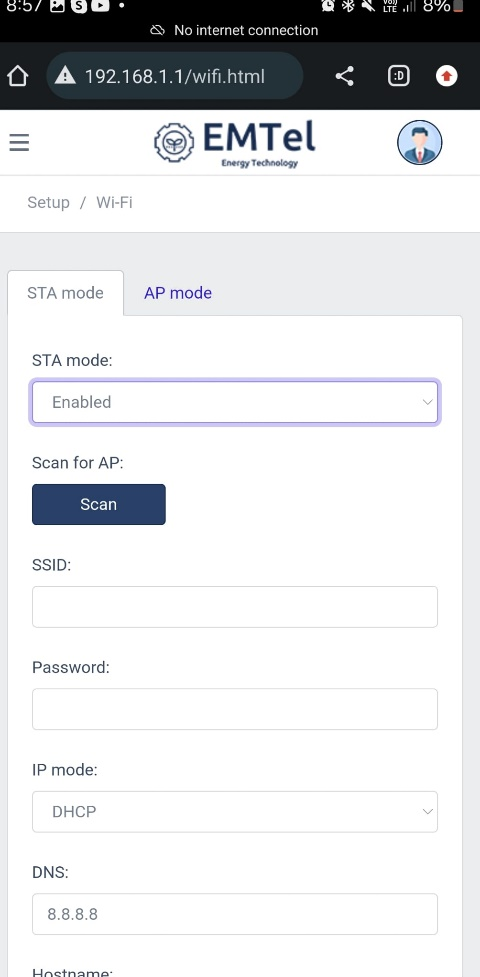 8:57 8%
Vo))
LTE
No internet connection
192.168.1.1/wifi.html :D
EMTel
Energy Technology
Setup / Wi-Fi
STA mode AP mode
STA mode:
Enabled
Scan for AP:
Scan
SSID:
Password:
IP mode:
DHCP
DNS:
8.8.8.8
Hostname: